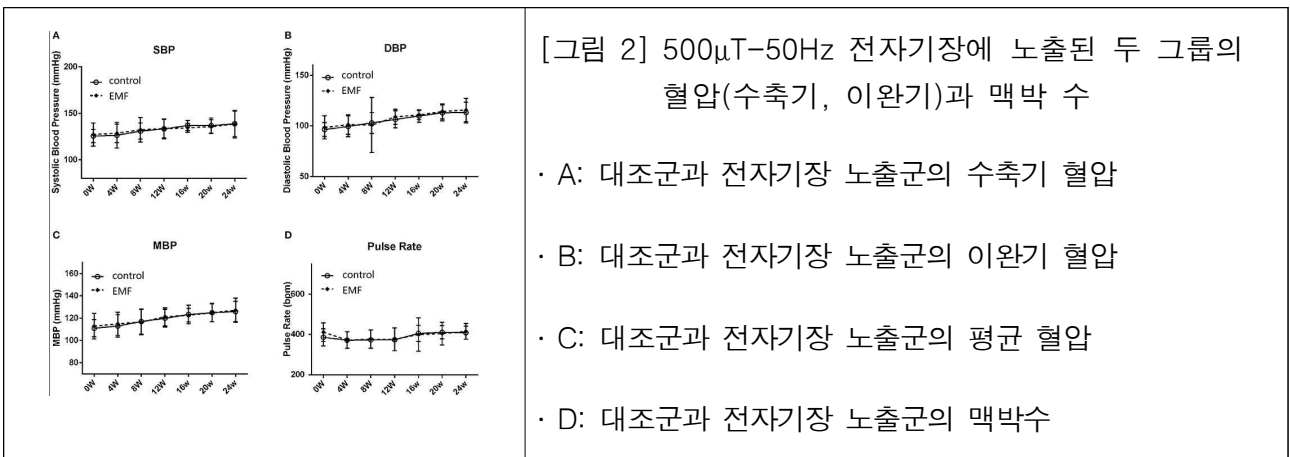 A
SBP
Systolic Blood Pressure (mmHg)
200
150
100
control
EMF
0W 4W 8W 12W 16w 20w 24w
B
DBP
Diastolic Blood Pressure (mmHg)
150
100
50
control
EMF
0W 4W 8W 12W 16w 20w 24w
C
MBP
MBP (mmHg)
160
140
120
100
80
control
EMF
0W 4W 8W 12W 16w 20w 24w
D
Pulse Rate
Pulse Rate (bpm)
600
400
200
control
EMF
0W 4W 8W 12W 16w 20w 24w
[그림 2] 500μT-50Hz 전자기장에 노출된 두 그룹의
혈압(수축기, 이완기)과 맥박 수
· A: 대조군과 전자기장 노출군의 수축기 혈압
· B: 대조군과 전자기장 노출군의 이완기 혈압
· C: 대조군과 전자기장 노출군의 평균 혈압
· D: 대조군과 전자기장 노출군의 맥박수